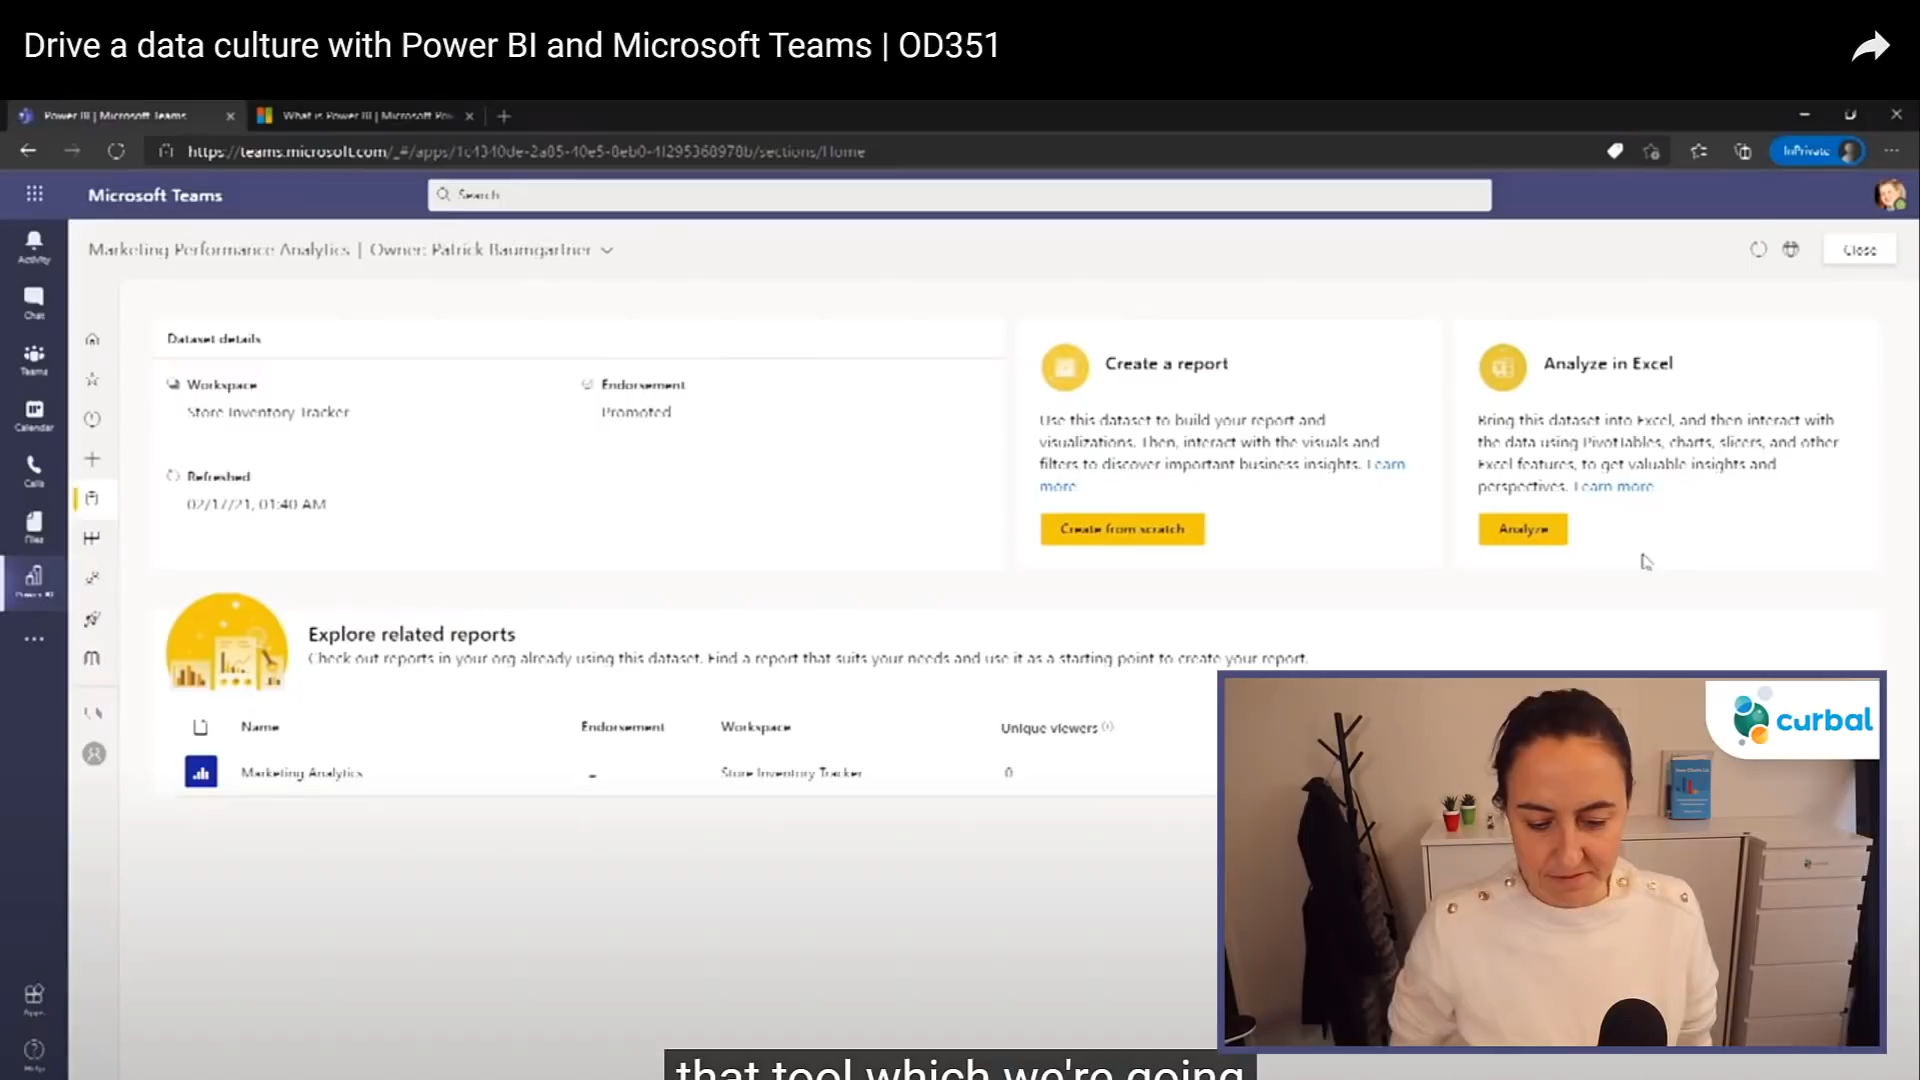 Drive a data culture with Power BI and Microsoft Teams | OD351
Power BI | Microsoft Teams
What is Power BI | Microsoft Pow
https://teams.microsoft.com/_#/apps/1c4340de-2a85-40e5-8eb0-4f295368978b/sections/Home
InPrivate
Microsoft Teams
Search
Marketing Performance Analytics | Owner: Patrick Baumgartner
Close
Activity
Chat
Teams
Calendar
Calls
Files
Power BI
Apps
Help
Dataset details
Workspace
Store Inventory Tracker
Endorsement
Promoted
Refreshed
02/17/21, 01:40 AM
Create a report
Use this dataset to build your report and
visualizations. Then, interact with the visuals and
filters to discover important business insights. Learn
more
Create from scratch
Analyze in Excel
Bring this dataset into Excel, and then interact with
the data using PivotTables, charts, slicers, and other
Excel features, to get valuable insights and
perspectives. Learn more
Analyze
Explore related reports
Check out reports in your org already using this dataset. Find a report that suits your needs and use it as a starting point to create your report.
Name Endorsement Workspace Unique viewers
Marketing Analytics – Store Inventory Tracker 0
curbal
that tool which we're going